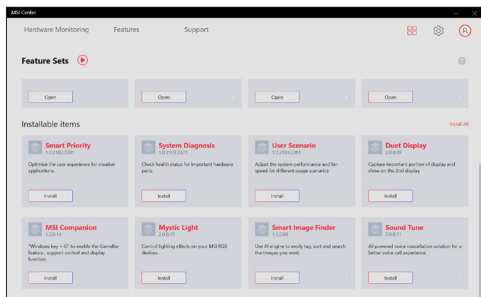 MSI Center
Hardware Monitoring Features Support
Feature Sets
Open Open Open Open
Installable items
Install All
Smart Priority
System Diagnosis
User Scenario
Duet Display
Optimize the user experience for creative
applications.
Check health status for important hardware
parts.
Adjust the system performance and fan
speed for different usage scenarios
Capture important portion of display and
show on the 2nd display
Install Install Install Install
MSI Companion
1.2.0.14
"Windows key + G" to enable the GameBar
feature, support control and display
function
Mystic Light
Control lighting effects on your MSI RGB
devices.
Smart Image Finder
Use AI engine to easily tag, sort and search
the images you want.
Sound Tune
AI-powered noise cancellation solution for a
better voice call experience
Install Install Install Install